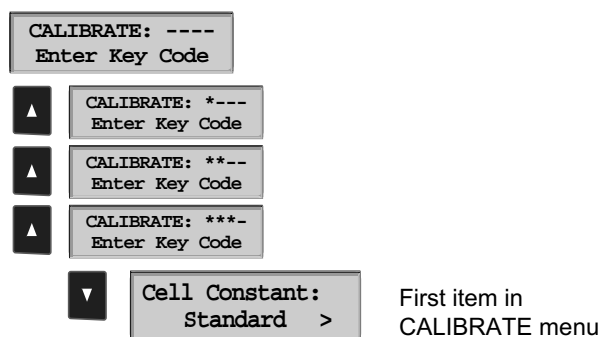 CALIBRATE: ----
Enter Key Code
CALIBRATE: *---
Enter Key Code
CALIBRATE: **--
Enter Key Code
CALIBRATE: ***-
Enter Key Code
Cell Constant:
Standard >
First item in
CALIBRATE menu